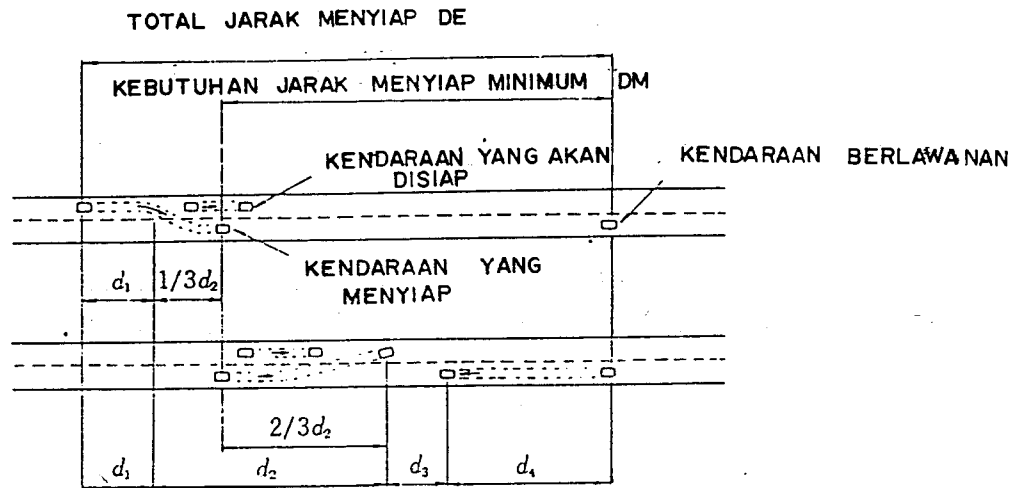 TOTAL JARAK MENYIAP DE
KEBUTUHAN JARAK MENYIAP MINIMUM DM
KENDARAAN YANG AKAN
DISIAP
KENDARAAN BERLAWANAN
KENDARAAN YANG
MENYIAP
d₁ 1/3d₂
2/3d₂
d₁ d₂ d₃ d₄